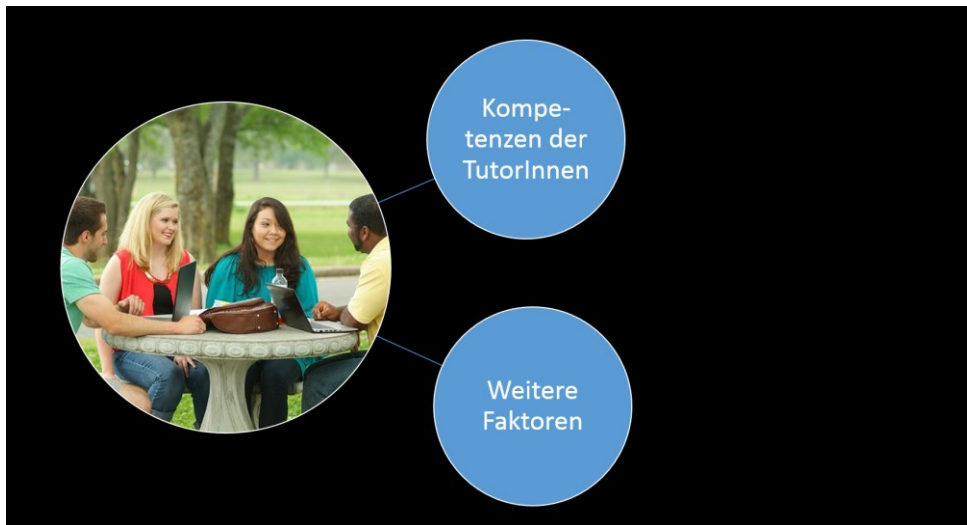 Kompe-
tenzen der
TutorInnen
Weitere
Faktoren